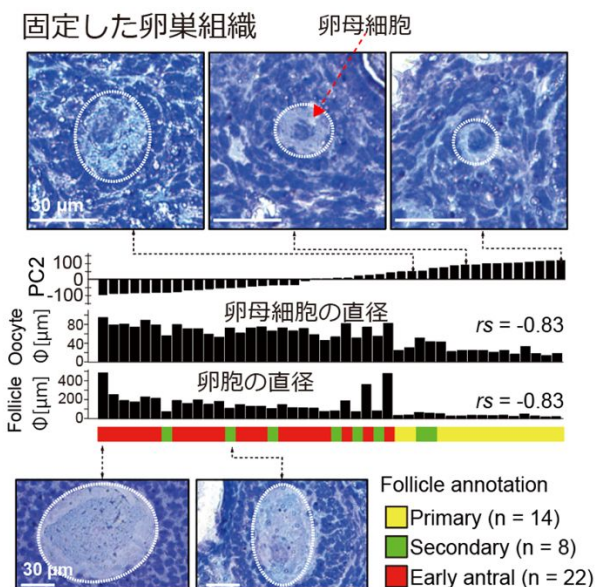 固定した卵巣組織
卵母細胞
30 µm
PC2
100
0
-100
Oocyte
Φ[µm]
80
40
0
卵母細胞の直径
rs = -0.83
Follicle
Φ[µm]
400
200
0
卵胞の直径
rs = -0.83
30 µm
Follicle annotation
Primary (n = 14)
Secondary (n = 8)
Early antral (n = 22)